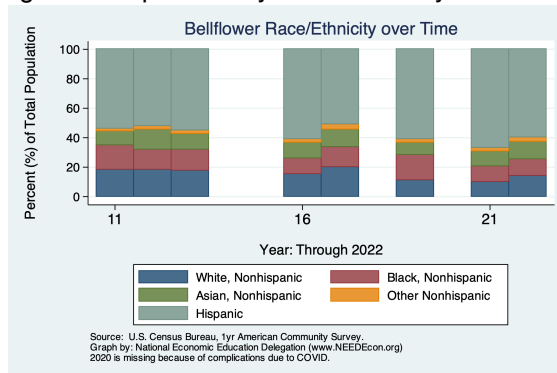 Bellflower Race/Ethnicity over Time
Percent (%) of Total Population
100
80
60
40
20
0
11
16
21
Year: Through 2022
White, Nonhispanic
Black, Nonhispanic
Asian, Nonhispanic
Other Nonhispanic
Hispanic
Source: U.S. Census Bureau, 1yr American Community Survey.
Graph by: National Economic Education Delegation (www.NEEDEcon.org)
2020 is missing because of complications due to COVID.